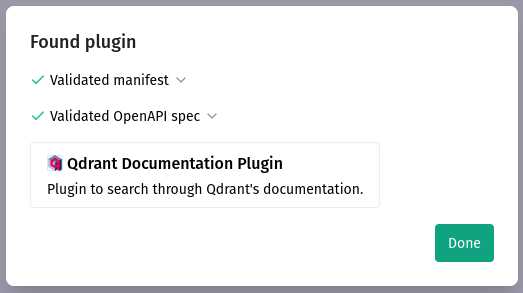 Found plugin
Validated manifest
Validated OpenAPI spec
Qdrant Documentation Plugin
Plugin to search through Qdrant's documentation.
Done